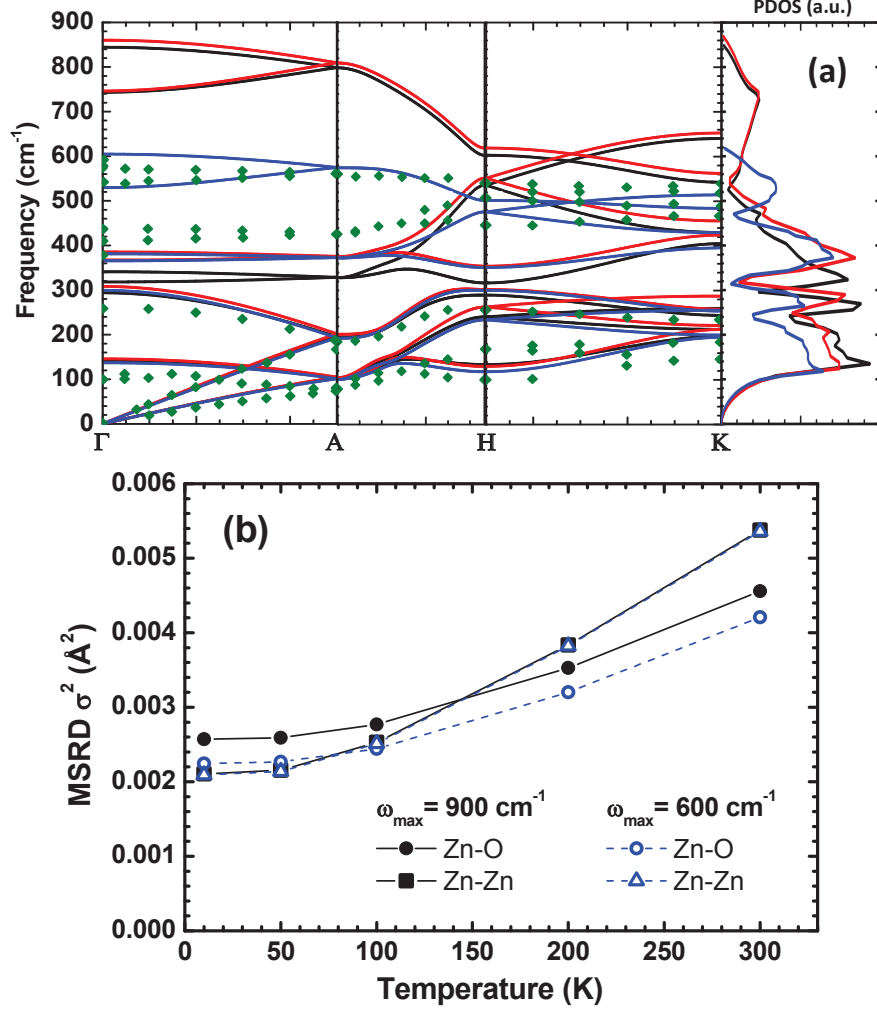 PDOS (a.u.)
900
800
700
600
500
400
300
200
100
0
Frequency (cm⁻¹)
(a)
Γ
A
H
K
0.006
0.005
0.004
0.003
0.002
0.001
0.000
MSRD σ² (Å²)
(b)
ω_max = 900 cm⁻¹ ω_max = 600 cm⁻¹
Zn-O Zn-O
Zn-Zn Zn-Zn
0 50 100 150 200 250 300
Temperature (K)